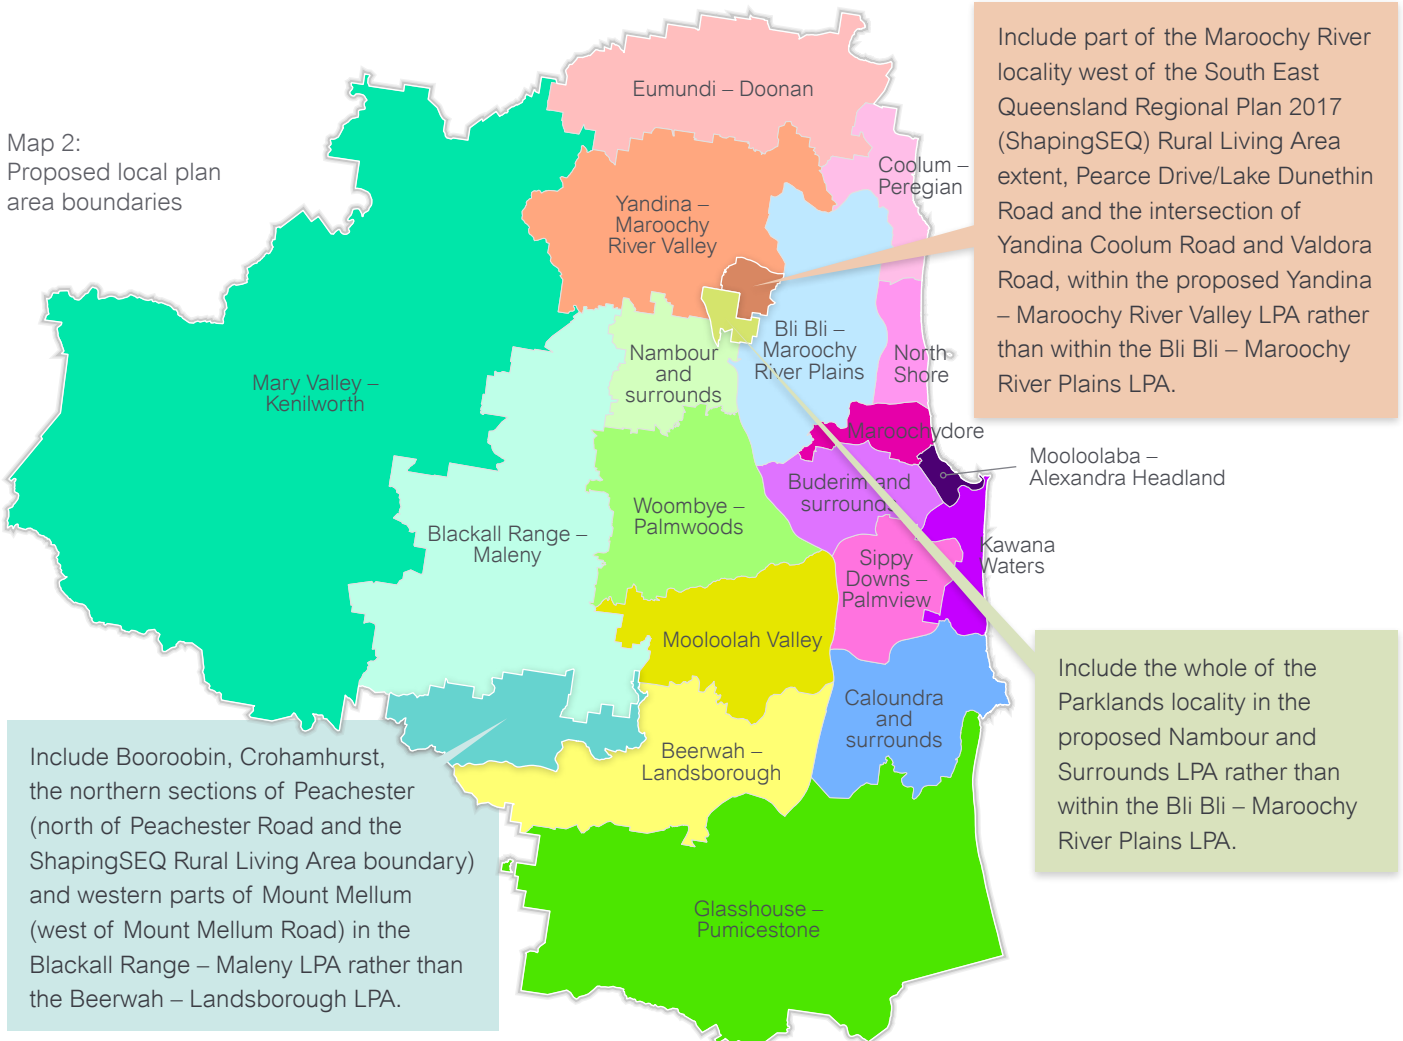 Map 2:
Proposed local plan
area boundaries
Eumundi – Doonan
Coolum –
Peregian
Yandina –
Maroochy
River Valley
Include part of the Maroochy River
locality west of the South East
Queensland Regional Plan 2017
(ShapingSEQ) Rural Living Area
extent, Pearce Drive/Lake Dunethin
Road and the intersection of
Yandina Coolum Road and Valdora
Road, within the proposed Yandina
– Maroochy River Valley LPA rather
than within the Bli Bli – Maroochy
River Plains LPA.
Bli Bli –
Maroochy
River Plains
North
Shore
Nambour
and
surrounds
Mary Valley –
Kenilworth
Maroochydore
Mooloolaba –
Alexandra Headland
Buderim and
surrounds
Woombye –
Palmwoods
Blackall Range –
Maleny
Kawana
Waters
Sippy
Downs –
Palmview
Mooloolah Valley
Include the whole of the
Parklands locality in the
proposed Nambour and
Surrounds LPA rather than
within the Bli Bli – Maroochy
River Plains LPA.
Caloundra
and
surrounds
Beerwah –
Landsborough
Include Booroobin, Crohamhurst,
the northern sections of Peachester
(north of Peachester Road and the
ShapingSEQ Rural Living Area boundary)
and western parts of Mount Mellum
(west of Mount Mellum Road) in the
Blackall Range – Maleny LPA rather than
the Beerwah – Landsborough LPA.
Glasshouse –
Pumicestone